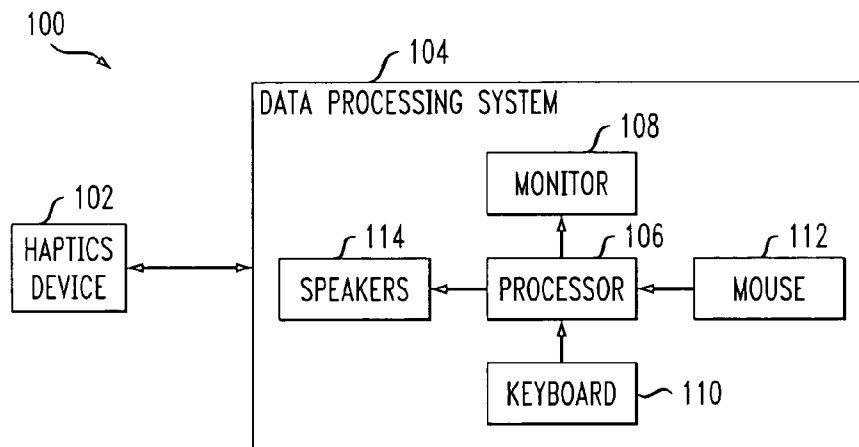 100
104
DATA PROCESSING SYSTEM
108
MONITOR
102
HAPTICS
DEVICE
114
SPEAKERS
106
PROCESSOR
112
MOUSE
KEYBOARD
110